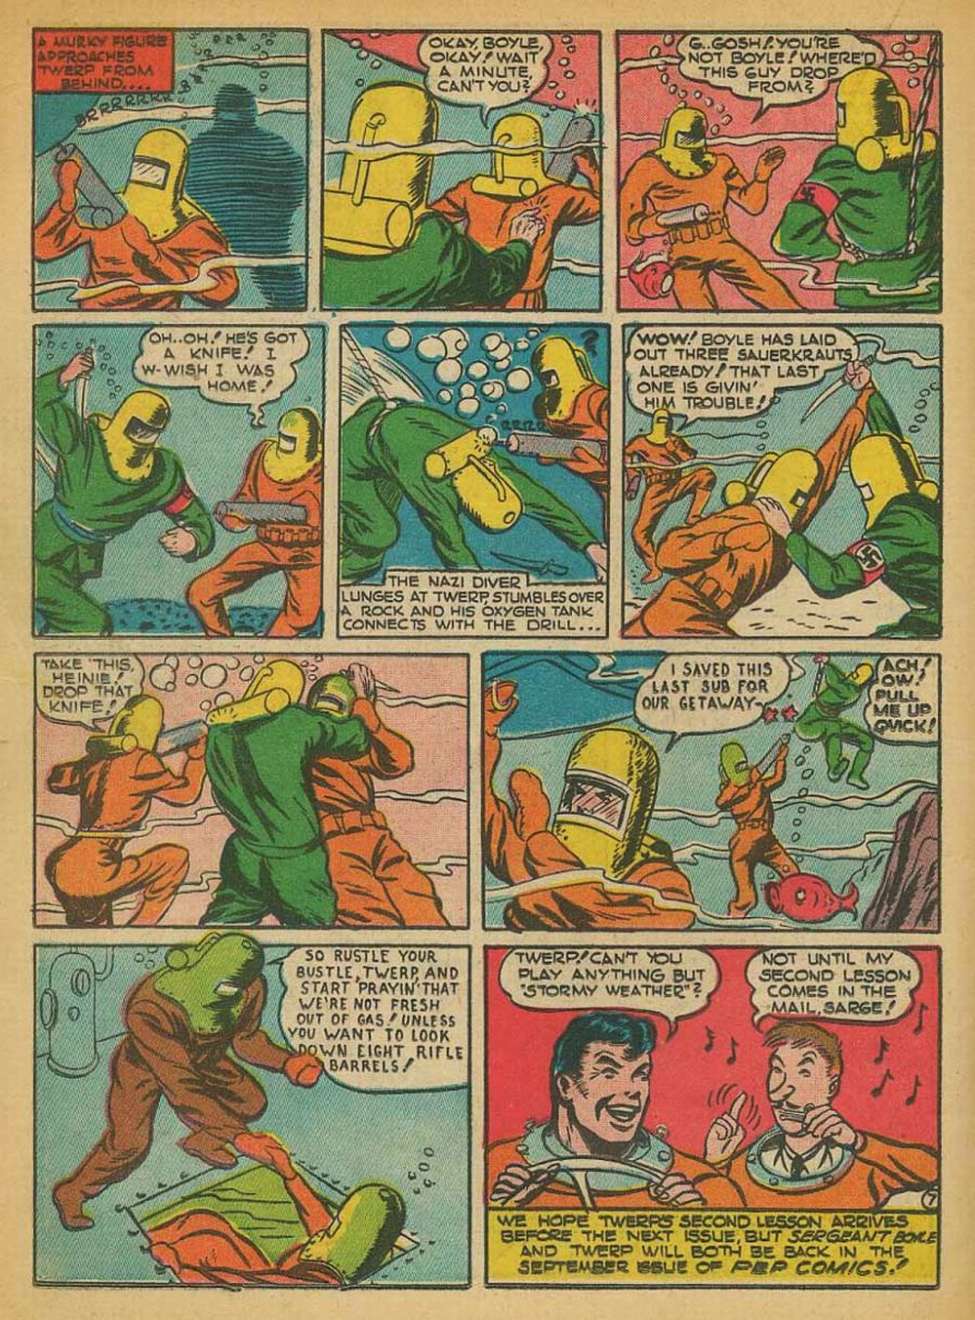 A MURKY FIGURE
APPROACHES
TWERP FROM
BEHIND....
BRRRRRRR
OKAY, BOYLE,
OKAY! WAIT
A MINUTE,
CAN'T YOU?
G..GOSH! YOU'RE
NOT BOYLE! WHERE'D
THIS GUY DROP
FROM?
OH..OH! HE'S GOT
A KNIFE! I
W-WISH I WAS
HOME!
?
RRRR
THE NAZI DIVER
LUNGES AT TWERP, STUMBLES OVER
A ROCK AND HIS OXYGEN TANK
CONNECTS WITH THE DRILL...
WOW! BOYLE HAS LAID
OUT THREE SAUERKRAUTS
ALREADY! THAT LAST
ONE IS GIVIN'
HIM TROUBLE!
TAKE THIS,
HEINIE!
DROP THAT
KNIFE!
I SAVED THIS
LAST SUB FOR
OUR GETAWAY-
ACH!
OW!
PULL
ME UP
QVICK!
SO RUSTLE YOUR
BUSTLE, TWERP, AND
START PRAYIN' THAT
WE'RE NOT FRESH
OUT OF GAS! UNLESS
YOU WANT TO LOOK
DOWN EIGHT RIFLE
BARRELS!
TWERP! CAN'T YOU
PLAY ANYTHING BUT
"STORMY WEATHER"?
NOT UNTIL MY
SECOND LESSON
COMES IN THE
MAIL, SARGE!
7
WE HOPE TWERP'S SECOND LESSON ARRIVES
BEFORE THE NEXT ISSUE, BUT SERGEANT BOYLE
AND TWERP WILL BOTH BE BACK IN THE
SEPTEMBER ISSUE OF PEP COMICS!